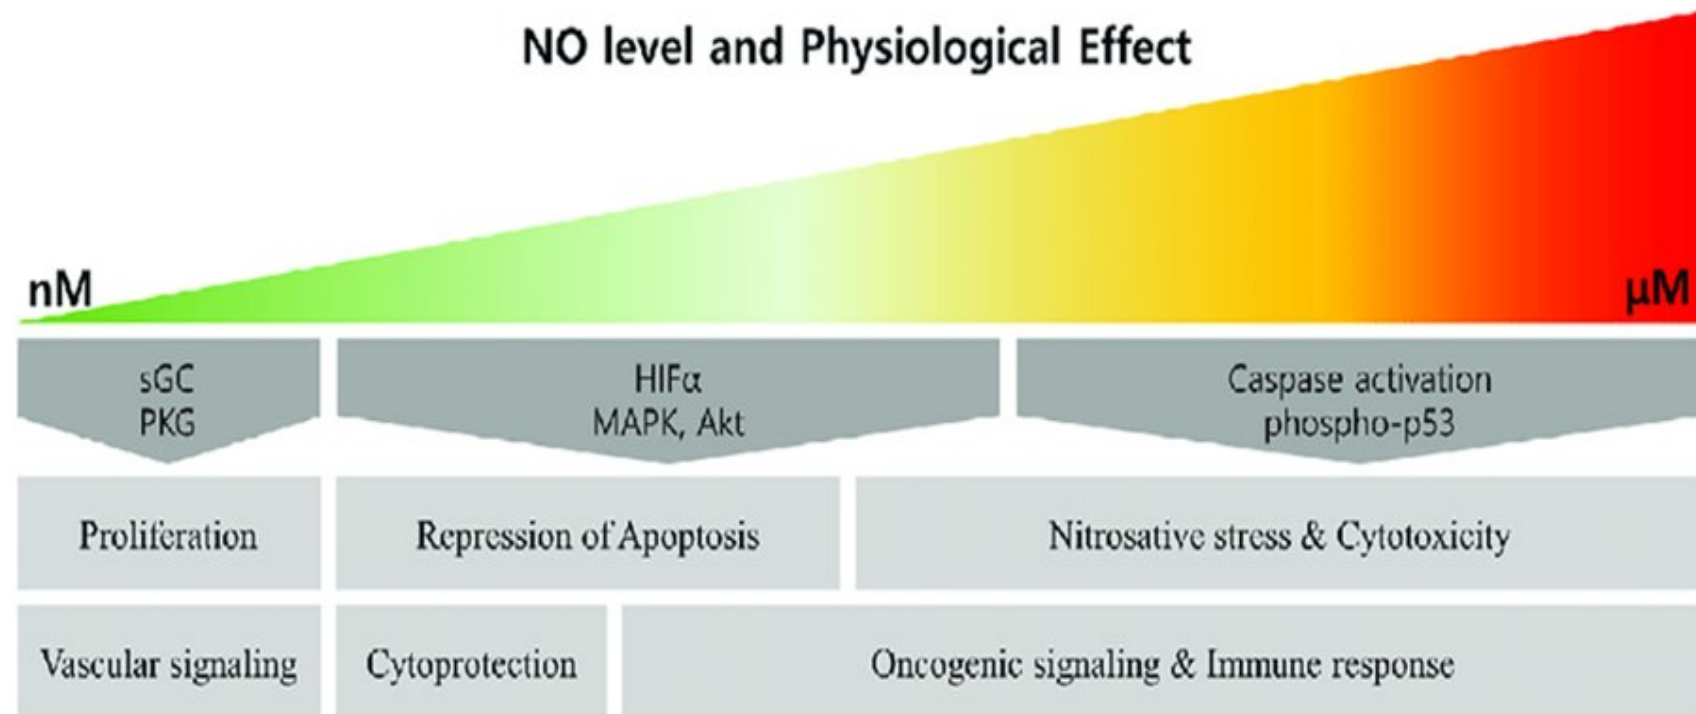 NO level and Physiological Effect
nM
µM
sGC
PKG
HIFα
MAPK, Akt
Caspase activation
phospho-p53
Proliferation
Repression of Apoptosis
Nitrosative stress & Cytotoxicity
Vascular signaling
Cytoprotection
Oncogenic signaling & Immune response